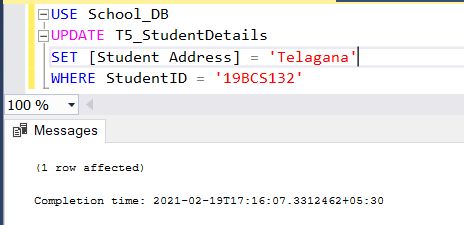 USE School_DB
UPDATE T5_StudentDetails
SET [Student Address] = 'Telagana'
WHERE StudentID = '19BCS132'
100 %
Messages
(1 row affected)
Completion time: 2021-02-19T17:16:07.3312462+05:30